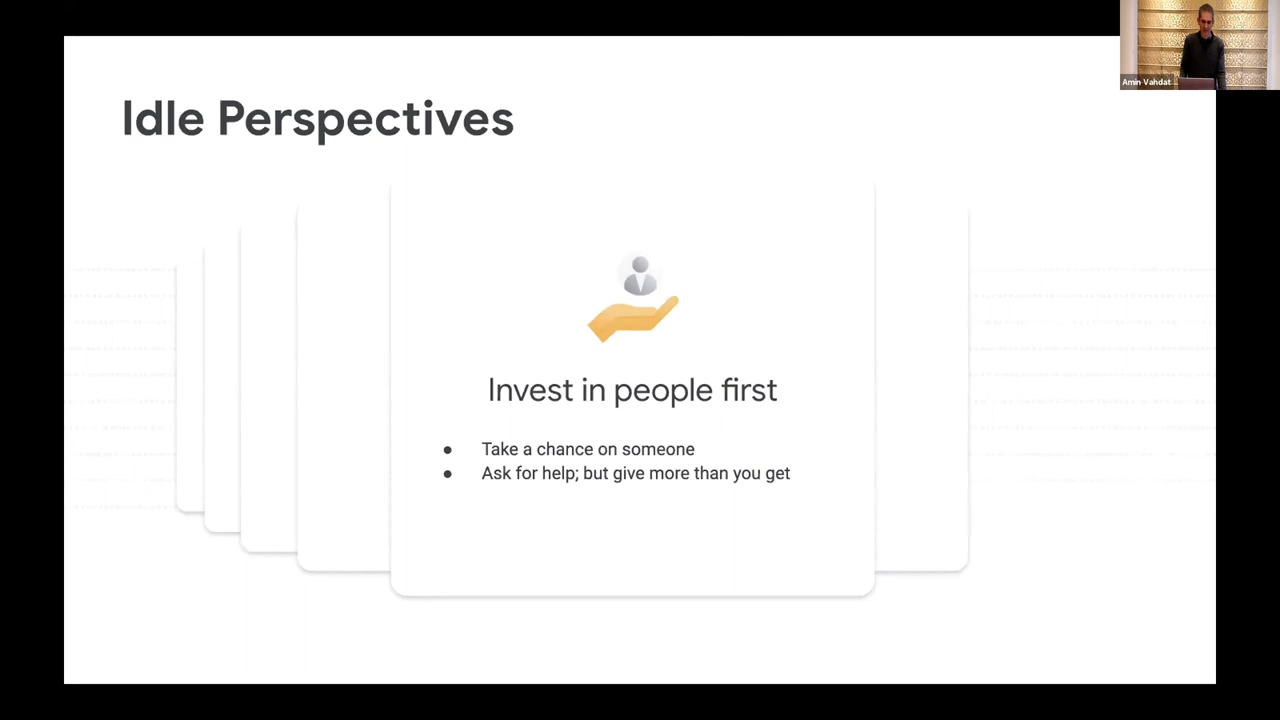 Idle Perspectives
Amin Vahdat
Invest in people first
● Take a chance on someone
● Ask for help; but give more than you get